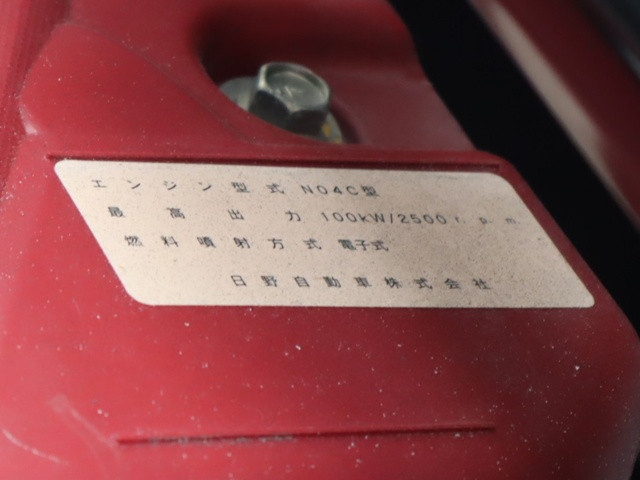 エンジン型式 N04C型
最高出力 100kW/2500 r.p.m.
燃料噴射方式 電子式
日野自動車株式会社